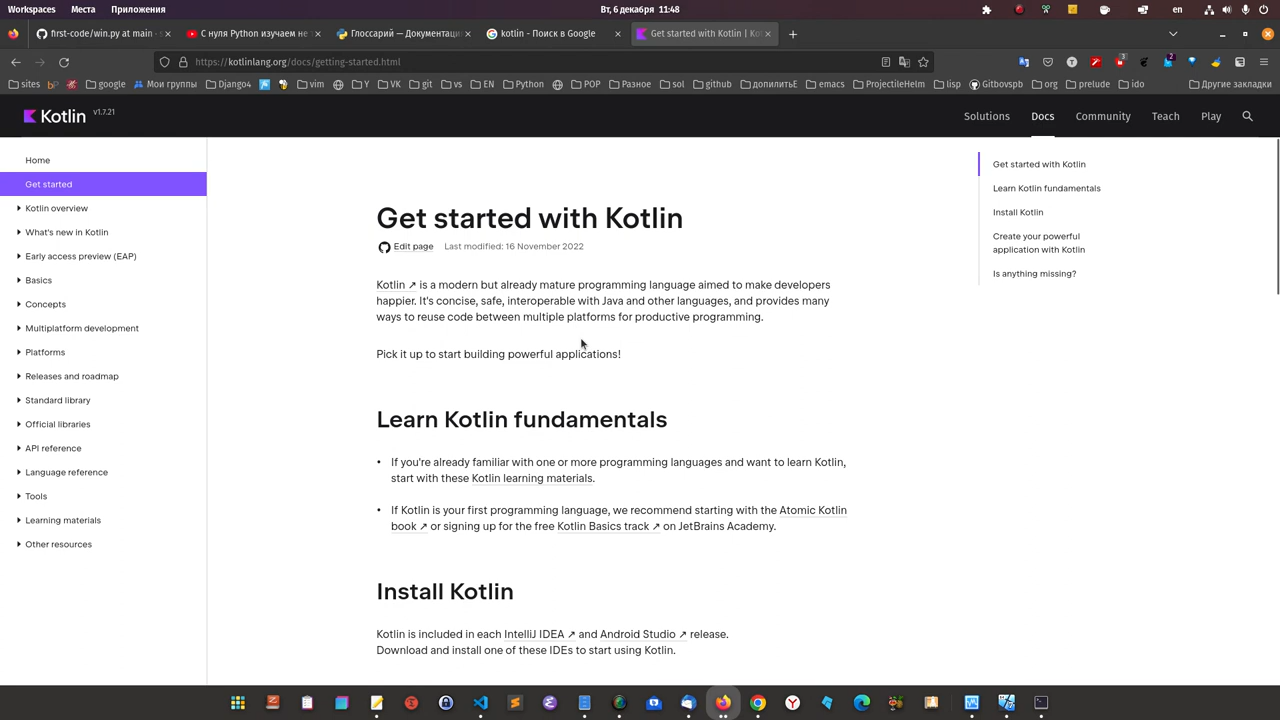 Workspaces Места Приложения Вт, 6 декабря 11:48 en
first-code/win.py at main - s
С нуля Python изучаем не т
Глоссарий — Документаци
kotlin - Поиск в Google
Get started with Kotlin | Kot
https://kotlinlang.org/docs/getting-started.html
sites bp google Мои группы Django4 vim Y VK git vs EN Python POP Разное sol github допилитьE emacs ProjectileHelm lisp Gitbovspb org prelude ido Другие закладки
Kotlin v1.7.21
Solutions Docs Community Teach Play
Home
Get started
Kotlin overview
What's new in Kotlin
Early access preview (EAP)
Basics
Concepts
Multiplatform development
Platforms
Releases and roadmap
Standard library
Official libraries
API reference
Language reference
Tools
Learning materials
Other resources
Get started with Kotlin
Edit page Last modified: 16 November 2022
Kotlin ↗ is a modern but already mature programming language aimed to make developers
happier. It's concise, safe, interoperable with Java and other languages, and provides many
ways to reuse code between multiple platforms for productive programming.
Pick it up to start building powerful applications!
Learn Kotlin fundamentals
• If you're already familiar with one or more programming languages and want to learn Kotlin,
start with these Kotlin learning materials.
• If Kotlin is your first programming language, we recommend starting with the Atomic Kotlin
book ↗ or signing up for the free Kotlin Basics track ↗ on JetBrains Academy.
Install Kotlin
Kotlin is included in each IntelliJ IDEA ↗ and Android Studio ↗ release.
Download and install one of these IDEs to start using Kotlin.
Get started with Kotlin
Learn Kotlin fundamentals
Install Kotlin
Create your powerful
application with Kotlin
Is anything missing?